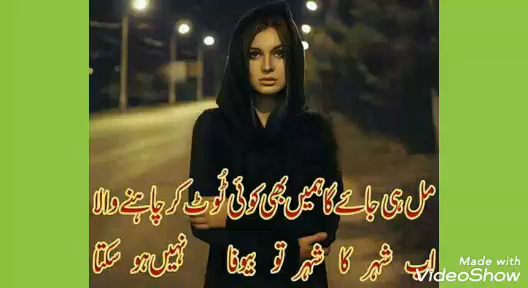 مل ہی جائے گا ہمیں بھی کوئی ٹُوٹ کر چاہنے والا
اب شہر کا شہر تو بیوفا نہیں ہو سکتا
Made with
VideoShow